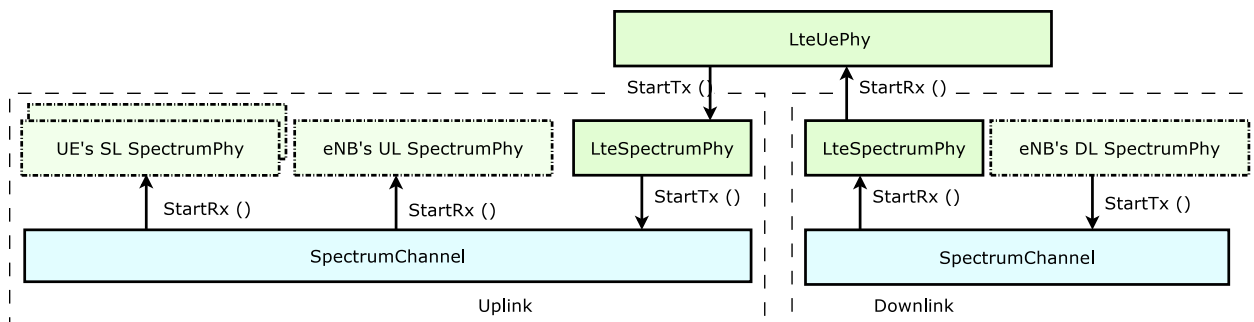 LteUePhy
StartTx ()
StartRx ()
UE's SL SpectrumPhy
eNB's UL SpectrumPhy
LteSpectrumPhy
LteSpectrumPhy
eNB's DL SpectrumPhy
StartRx ()
StartRx ()
StartTx ()
StartRx ()
StartTx ()
SpectrumChannel
SpectrumChannel
Uplink
Downlink